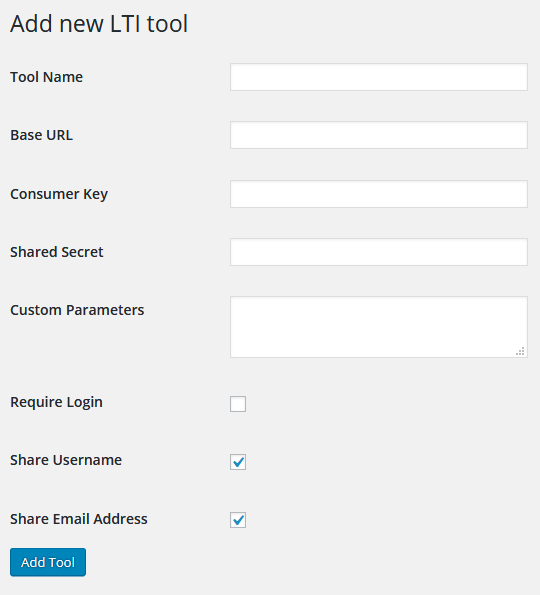 Add new LTI tool
Tool Name
Base URL
Consumer Key
Shared Secret
Custom Parameters
Require Login
Share Username
Share Email Address
Add Tool